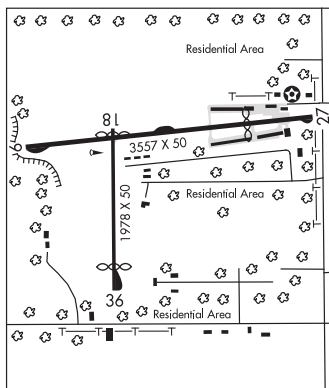 Residential Area
18
27
9
3557 X 50
1978 X 50
Residential Area
36
Residential Area